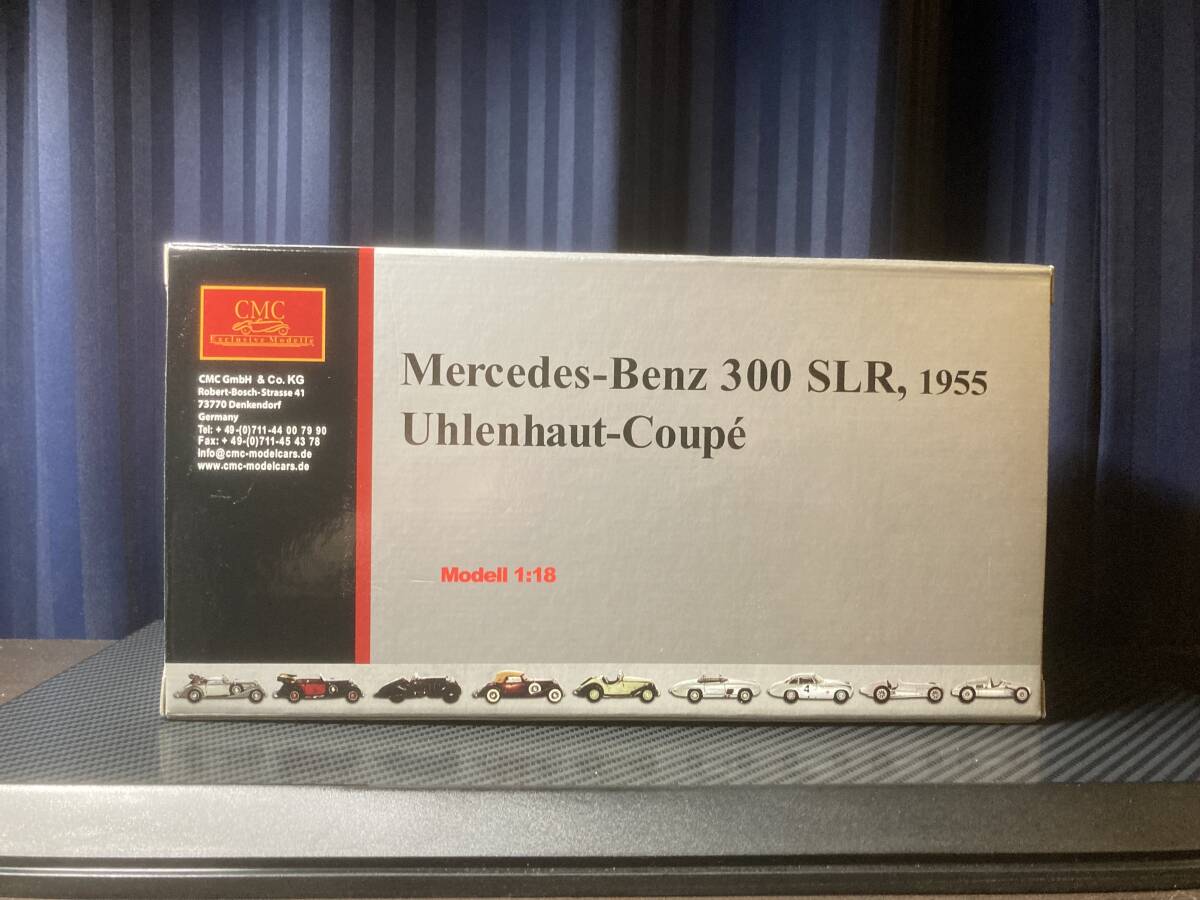 CMC
Exclusive Modelle
CMC GmbH & Co. KG
Robert-Bosch-Strasse 41
73770 Denkendorf
Germany
Tel: + 49-(0)711-44 00 79 90
Fax: + 49-(0)711-45 43 78
info@cmc-modelcars.de
www.cmc-modelcars.de
Mercedes-Benz 300 SLR, 1955
Uhlenhaut-Coupé
Modell 1:18
4